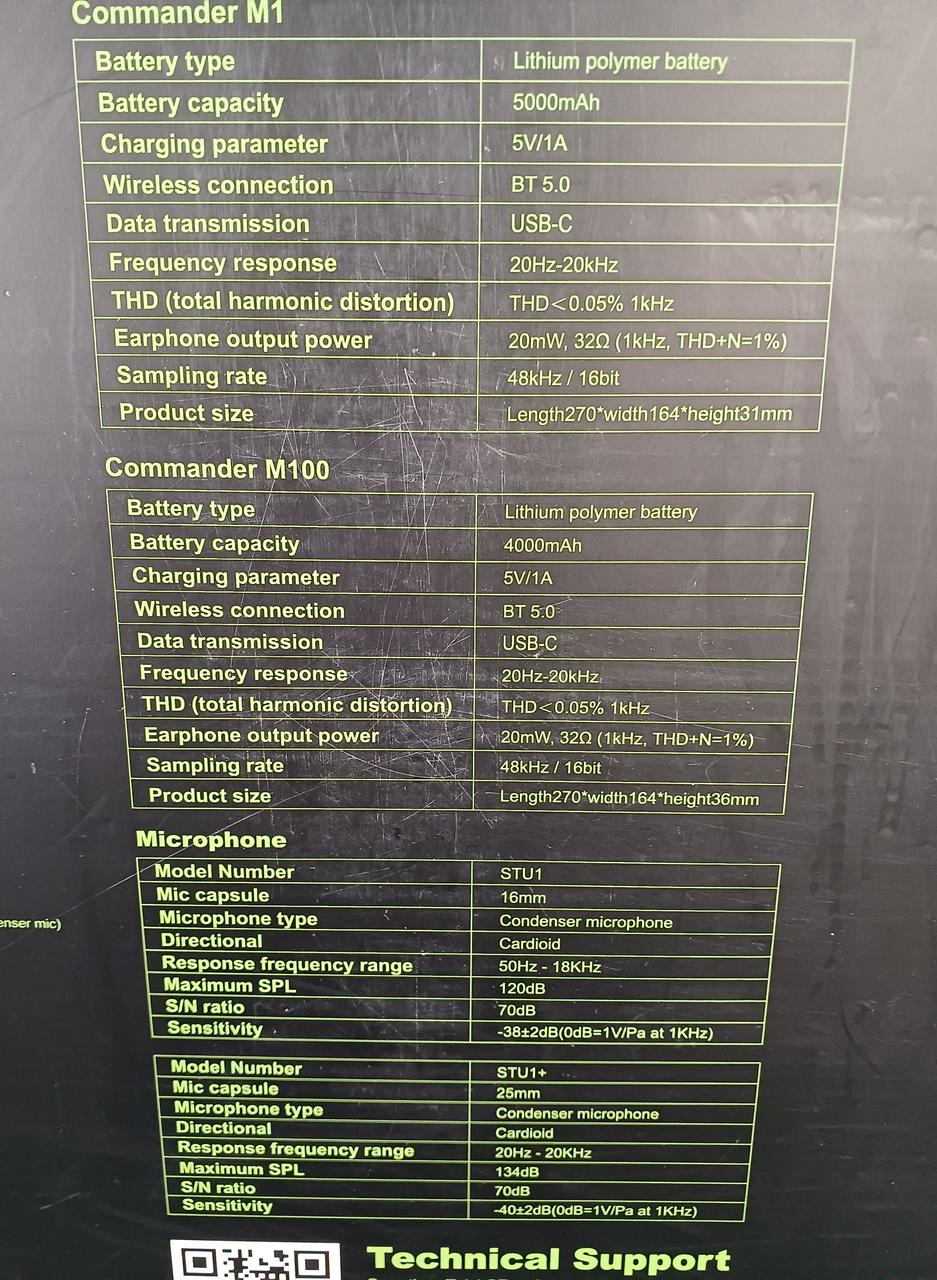 Commander M1
Battery type Lithium polymer battery
Battery capacity 5000mAh
Charging parameter 5V/1A
Wireless connection BT 5.0
Data transmission USB-C
Frequency response 20Hz-20kHz
THD (total harmonic distortion) THD<0.05% 1kHz
Earphone output power 20mW, 32Ω (1kHz, THD+N=1%)
Sampling rate 48kHz / 16bit
Product size Length270*width164*height31mm
Commander M100
Battery type Lithium polymer battery
Battery capacity 4000mAh
Charging parameter 5V/1A
Wireless connection BT 5.0
Data transmission USB-C
Frequency response 20Hz-20kHz
THD (total harmonic distortion) THD<0.05% 1kHz
Earphone output power 20mW, 32Ω (1kHz, THD+N=1%)
Sampling rate 48kHz / 16bit
Product size Length270*width164*height36mm
Microphone
Model Number STU1
Mic capsule 16mm
Microphone type Condenser microphone
mic)
Directional Cardioid
Response frequency range 50Hz - 18KHz
Maximum SPL 120dB
S/N ratio 70dB
Sensitivity -38±2dB(0dB=1V/Pa at 1KHz)
Model Number STU1+
Mic capsule 25mm
Microphone type Condenser microphone
Directional Cardioid
Response frequency range 20Hz - 20KHz
Maximum SPL 134dB
S/N ratio 70dB
Sensitivity -40±2dB(0dB=1V/Pa at 1KHz)
Technical Support